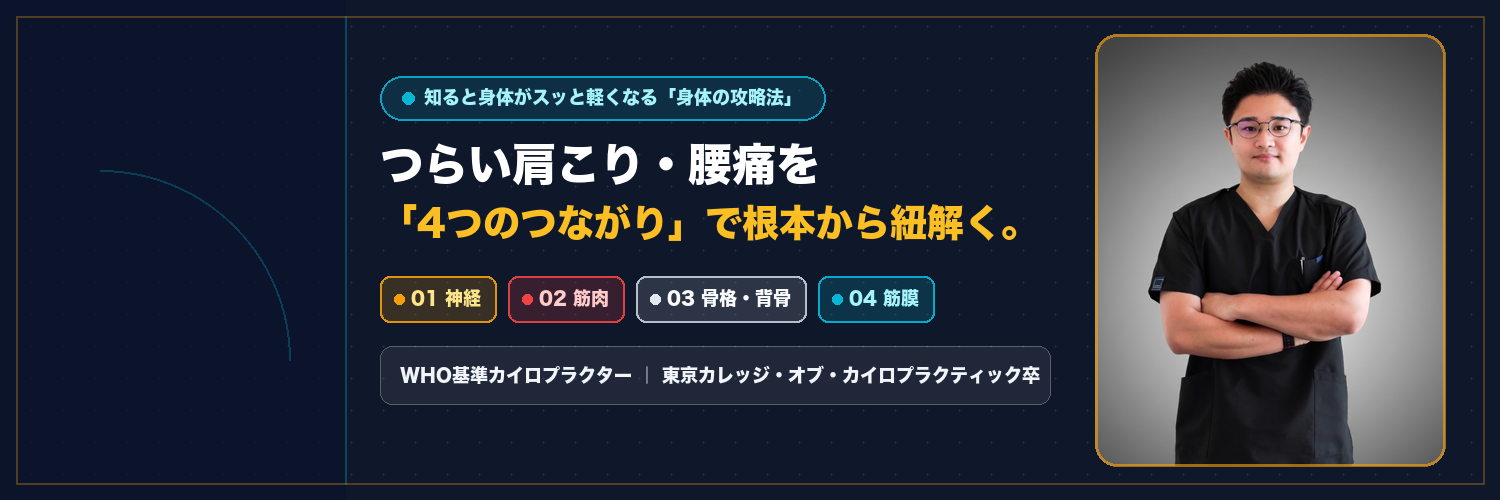 知ると身体がスッと軽くなる「身体の攻略法」
つらい肩こり・腰痛を
「4つのつながり」で根本から紐解く。
01 神経
02 筋肉
03 骨格・背骨
04 筋膜
WHO基準カイロプラクター | 東京カレッジ・オブ・カイロプラクティック卒